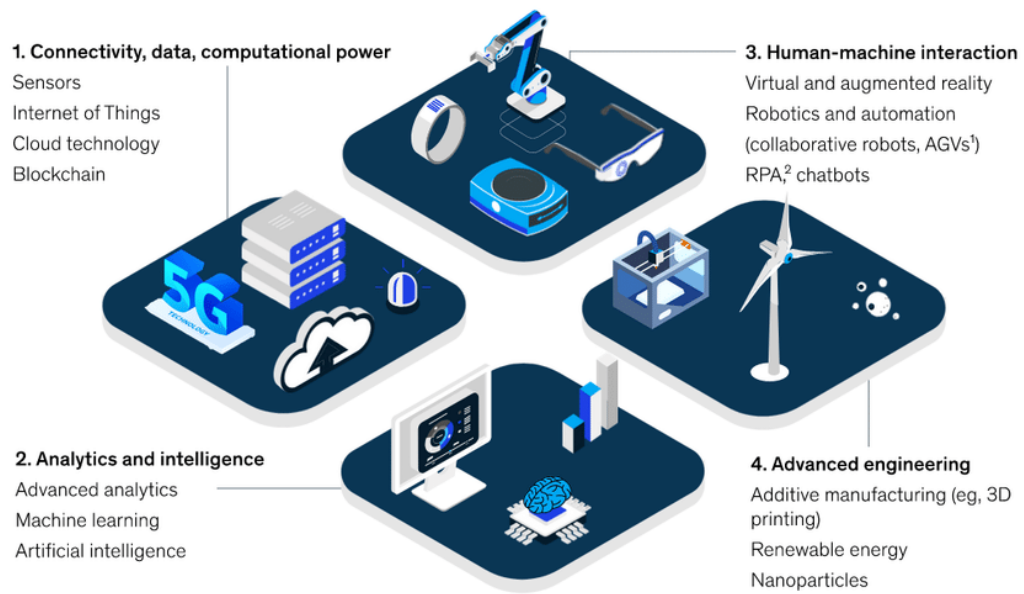 1. Connectivity, data, computational power
Sensors
Internet of Things
Cloud technology
Blockchain
3. Human-machine interaction
Virtual and augmented reality
Robotics and automation
(collaborative robots, AGVs¹)
RPA,² chatbots
5G
TECHNOLOGY
2. Analytics and intelligence
Advanced analytics
Machine learning
Artificial intelligence
4. Advanced engineering
Additive manufacturing (eg, 3D
printing)
Renewable energy
Nanoparticles